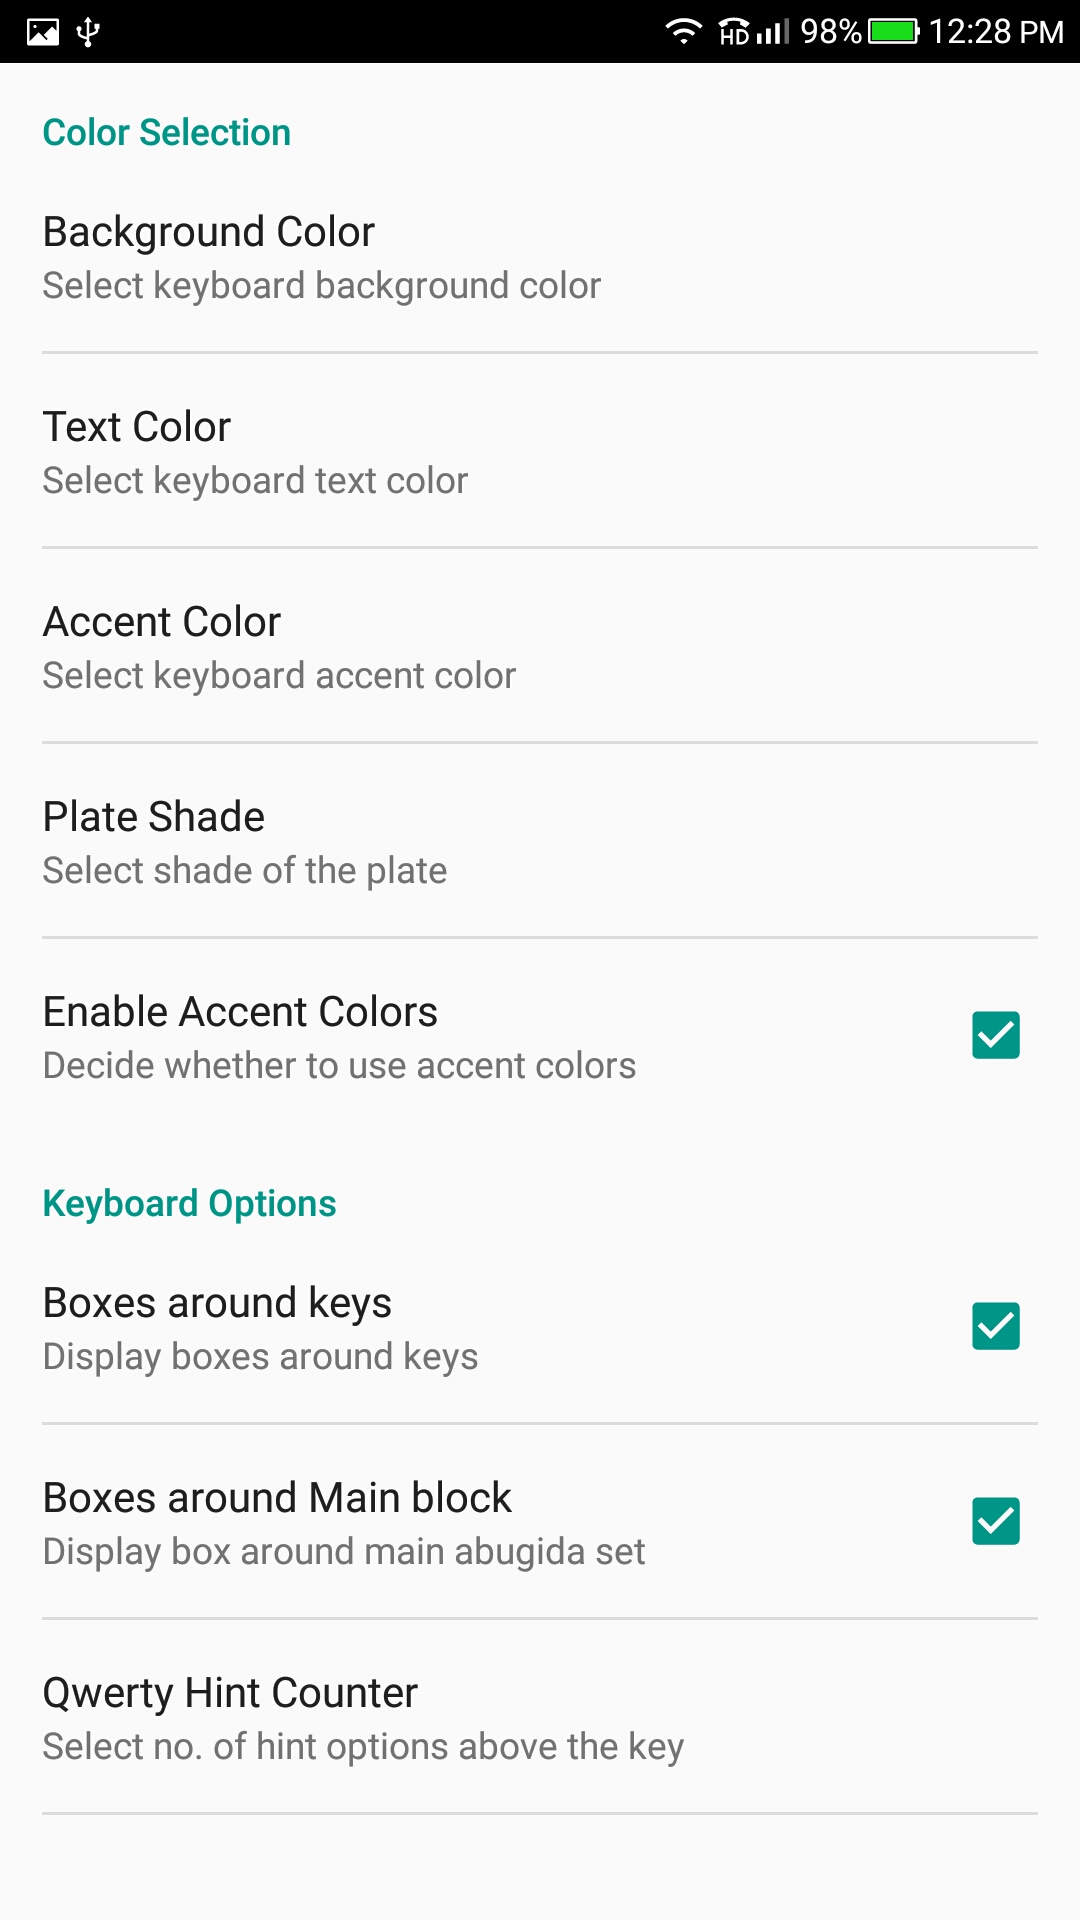 HD 98% 12:28 PM
Color Selection
Background Color
Select keyboard background color
Text Color
Select keyboard text color
Accent Color
Select keyboard accent color
Plate Shade
Select shade of the plate
Enable Accent Colors
Decide whether to use accent colors
Keyboard Options
Boxes around keys
Display boxes around keys
Boxes around Main block
Display box around main abugida set
Qwerty Hint Counter
Select no. of hint options above the key